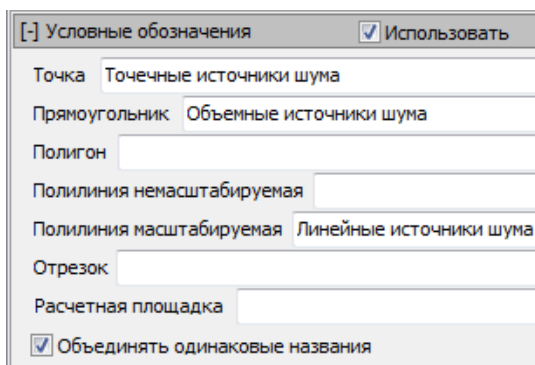 [-] Условные обозначения Использовать
Точка Точечные источники шума
Прямоугольник Объемные источники шума
Полигон
Полилиния немасштабируемая
Полилиния масштабируемая Линейные источники шума
Отрезок
Расчетная площадка
Объединять одинаковые названия